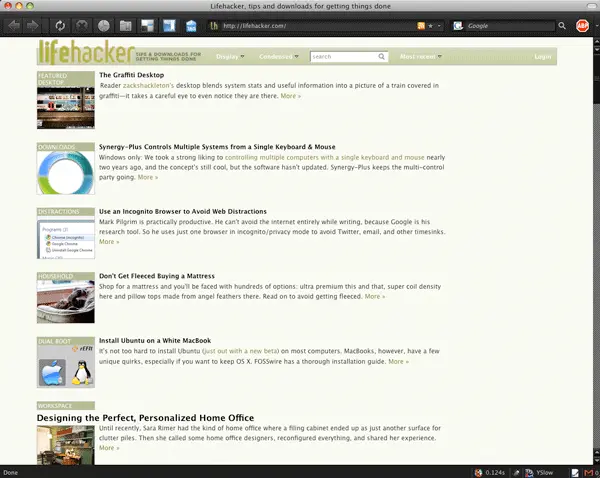 Lifehacker, tips and downloads for getting things done
http://lifehacker.com/
Google
ABP
lifehacker TIPS & DOWNLOADS FOR
GETTING THINGS DONE
Display Condensed search Most recent Login
FEATURED
DESKTOP
The Graffiti Desktop
Reader zackshackleton's desktop blends system stats and useful information into a picture of a train covered in
graffiti—it takes a careful eye to even notice they are there. More »
DOWNLOADS
Synergy-Plus Controls Multiple Systems from a Single Keyboard & Mouse
Windows only: We took a strong liking to controlling multiple computers with a single keyboard and mouse nearly
two years ago, and the concept's still cool, but the software hasn't updated. Synergy-Plus keeps the multi-control
party going. More »
DISTRACTIONS
Programs (3)
Chrome (incognito)
Google Chrome
Uninstall Google Chrome
Use an Incognito Browser to Avoid Web Distractions
Mark Pilgrim is practically productive. He can't avoid the internet entirely while writing, because Google is his
research tool. So he uses just one browser in incognito/privacy mode to avoid Twitter, email, and other timesinks.
More »
HOUSEHOLD
Don't Get Fleeced Buying a Mattress
Shop for a mattress and you'll be faced with hundreds of options: ultra premium this and that, super coil density
here and pillow tops made from angel feathers there. Read on to avoid getting fleeced. More »
DUAL BOOT
rEFIt
Install Ubuntu on a White MacBook
It's not too hard to install Ubuntu (just out with a new beta) on most computers. MacBooks, however, have a few
unique quirks, especially if you want to keep OS X. FOSSwire has a thorough installation guide. More »
WORKSPACE
Designing the Perfect, Personalized Home Office
Until recently, Sara Rimer had the kind of home office where a filing cabinet ended up as just another surface for
clutter piles. Then she called some home office designers, reconfigured everything, and shared her experience.
More »
Done 0.124s YSlow 0